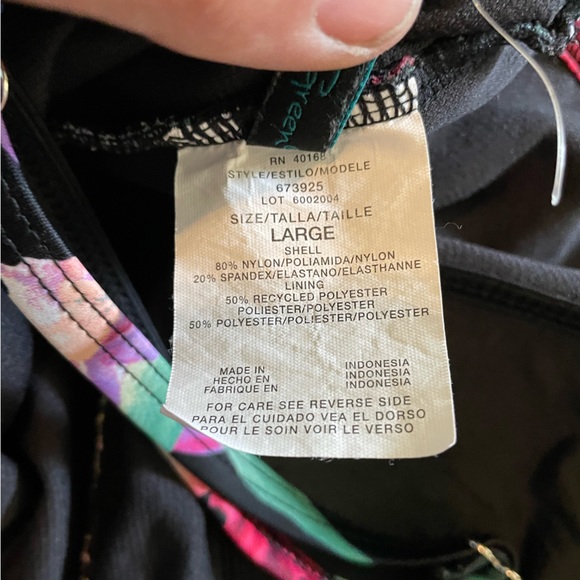 RN 40168
STYLE/ESTILO/MODELE
673925
LOT 6002004
SIZE/TALLA/TAILLE
LARGE
SHELL
80% NYLON/POLIAMIDA/NYLON
20% SPANDEX/ELASTANO/ELASTHANNE
LINING
50% RECYCLED POLYESTER
POLIESTER/POLYESTER
50% POLYESTER/POLIESTER/POLYESTER
MADE IN INDONESIA
HECHO EN INDONESIA
FABRIQUE EN INDONESIA
FOR CARE SEE REVERSE SIDE
PARA EL CUIDADO VEA EL DORSO
POUR LE SOIN VOIR LE VERSO